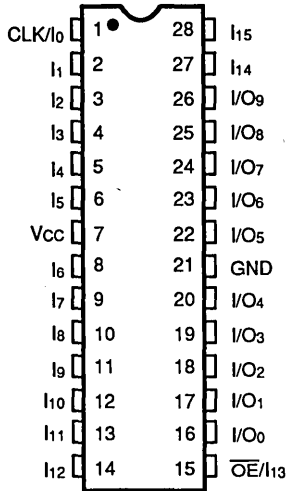 CLK/I0 1 28 I15
I1 2 27 I14
I2 3 26 I/O9
I3 4 25 I/O8
I4 5 24 I/O7
I5 6 23 I/O6
VCC 7 22 I/O5
I6 8 21 GND
I7 9 20 I/O4
I8 10 19 I/O3
I9 11 18 I/O2
I10 12 17 I/O1
I11 13 16 I/O0
I12 14 15 O̅E̅/I13